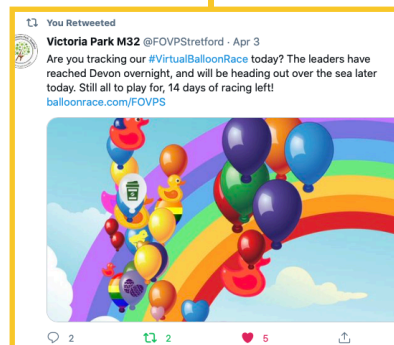 You Retweeted
Victoria Park M32 @FOVPStretford · Apr 3
Are you tracking our #VirtualBalloonRace today? The leaders have
reached Devon overnight, and will be heading out over the sea later
today. Still all to play for, 14 days of racing left!
balloonrace.com/FOVPS
2
2
5